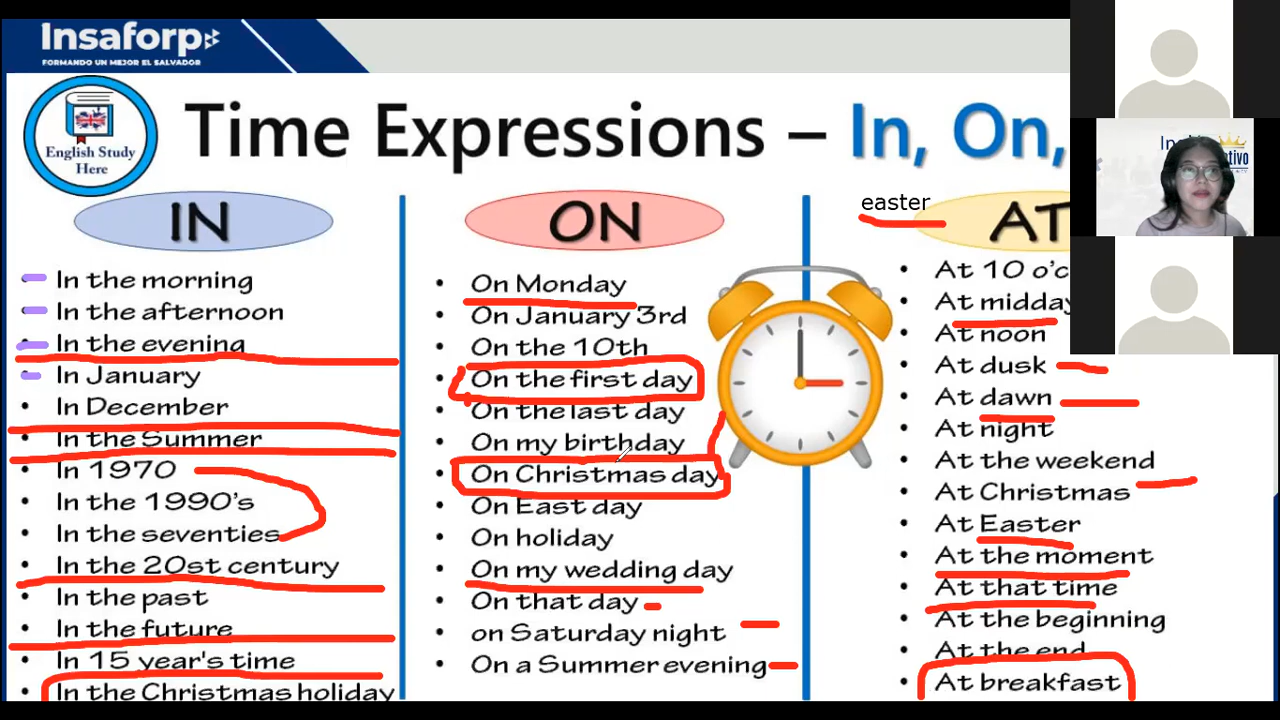 Insaforp
FORMANDO UN MEJOR EL SALVADOR
English Study
Here
Time Expressions – In, On,
IN
In the morning
In the afternoon
In the evening
In January
In December
In the Summer
In 1970
In the 1990's
In the seventies
In the 20st century
In the past
In the future
In 15 year's time
In the Christmas holiday
ON
On Monday
On January 3rd
On the 10th
On the first day
On the last day
On my birthday
On Christmas day
On East day
On holiday
On my wedding day
On that day
on Saturday night
On a Summer evening
easter
AT
At 10 o'c
At midday
At noon
At dusk
At dawn
At night
At the weekend
At Christmas
At Easter
At the moment
At that time
At the beginning
At the end
At breakfast